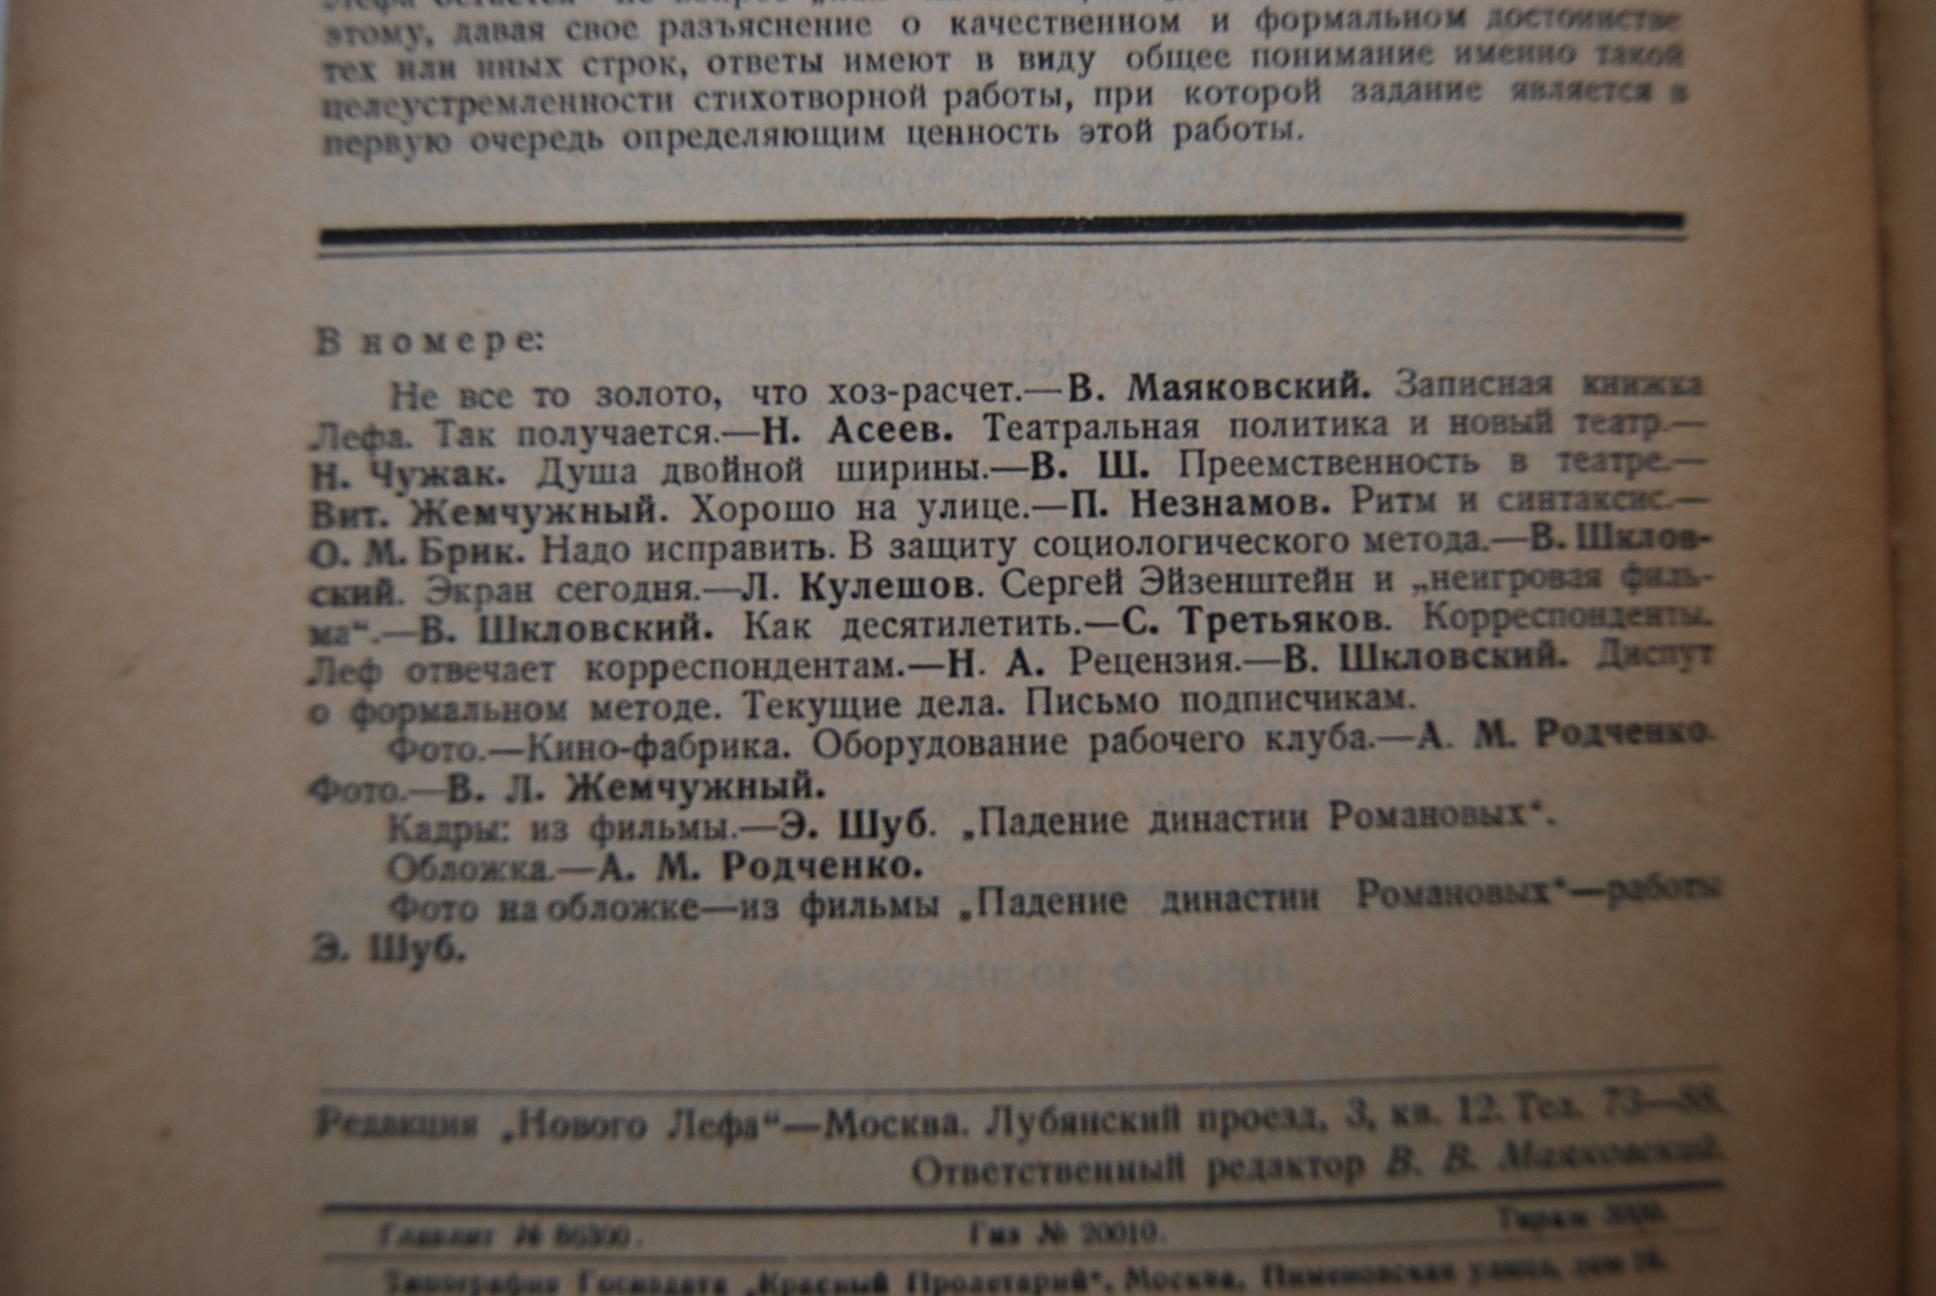 этому, давая свое разъяснение о качественном и формальном достоинстве
тех или иных строк, ответы имеют в виду общее понимание именно такой
целеустремленности стихотворной работы, при которой задание является в
первую очередь определяющим ценность этой работы.
В номере:
Не все то золото, что хоз-расчет.—В. Маяковский. Записная книжка
Лефа. Так получается.—Н. Асеев. Театральная политика и новый театр.—
Н. Чужак. Душа двойной ширины.—В. Ш. Преемственность в театре.—
Вит. Жемчужный. Хорошо на улице.—П. Незнамов. Ритм и синтаксис.—
О. М. Брик. Надо исправить. В защиту социологического метода.—В. Шклов-
ский. Экран сегодня.—Л. Кулешов. Сергей Эйзенштейн и „неигровая филь-
ма“.—В. Шкловский. Как десятилетить.—С. Третьяков. Корреспонденты.
Леф отвечает корреспондентам.—Н. А. Рецензия.—В. Шкловский. Диспут
о формальном методе. Текущие дела. Письмо подписчикам.
Фото.—Кино-фабрика. Оборудование рабочего клуба.—А. М. Родченко.
Фото.—В. Л. Жемчужный.
Кадры: из фильмы.—Э. Шуб. „Падение династии Романовых“.
Обложка.—А. М. Родченко.
Фото на обложке—из фильмы „Падение династии Романовых“—работы
Э. Шуб.
Редакция „Нового Лефа“—Москва. Лубянский проезд, 3, кв. 12. Тел. 73—88.
Ответственный редактор В. В. Маяковский.
Главлит № 86300. Гиз № 20010. Тираж 3000.
Типография Госиздата „Красный Пролетарий“, Москва, Пименовская улица, дом 16.